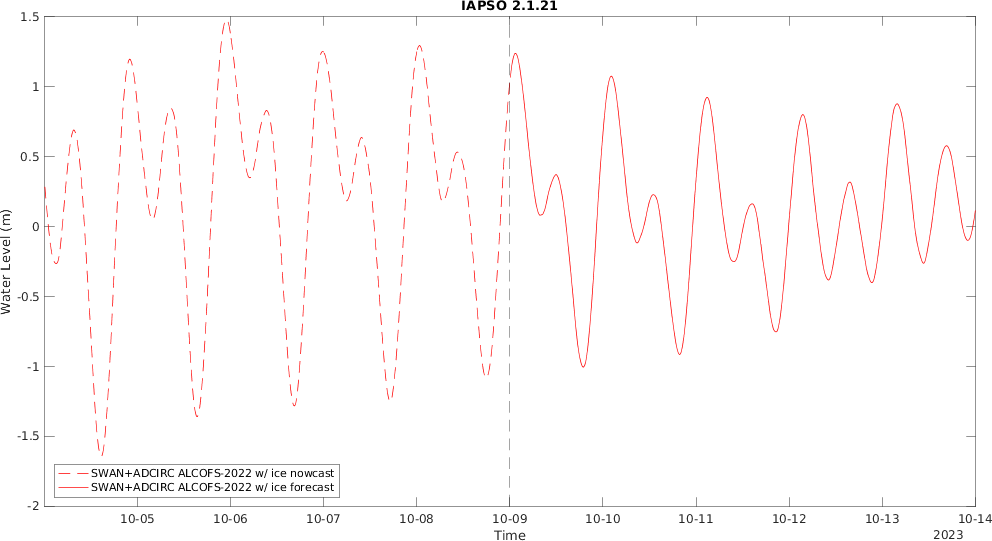 IAPSO 2.1.21
1.5
1
0.5
0
-0.5
-1
-1.5
-2
Water Level (m)
SWAN+ADCIRC ALCOFS-2022 w/ ice nowcast
SWAN+ADCIRC ALCOFS-2022 w/ ice forecast
10-05 10-06 10-07 10-08 10-09 10-10 10-11 10-12 10-13 10-14
Time
2023